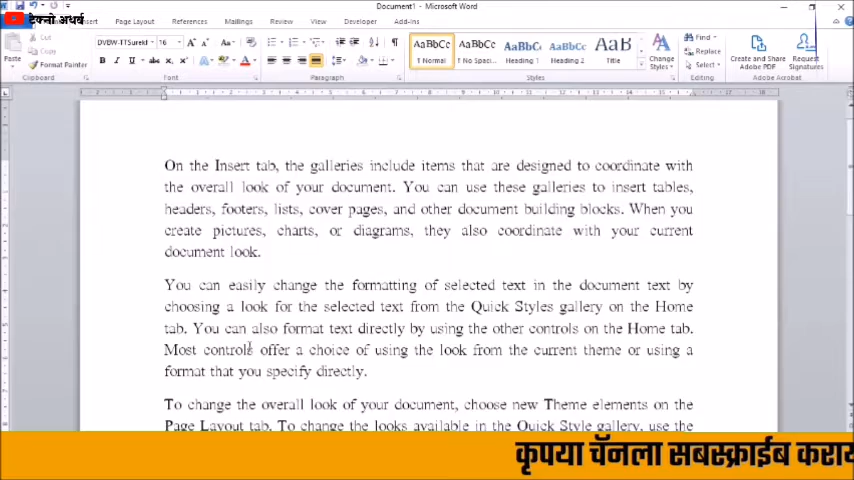 Document1 - Microsoft Word
टेक्नो अथर्व
Page Layout References Mailings Review View Developer Add-Ins
Cut
Copy
Format Painter
Paste
Clipboard
DVBW-TTSurekh 16
Font
Paragraph
AaBbCc AaBbCc AaBbCc AaBbCc AaB
¶ Normal ¶ No Spaci... Heading 1 Heading 2 Title
Change Styles
Styles
Find
Replace
Select
Editing
Create and Share Adobe PDF
Request Signatures
Adobe Acrobat
On the Insert tab, the galleries include items that are designed to coordinate with
the overall look of your document. You can use these galleries to insert tables,
headers, footers, lists, cover pages, and other document building blocks. When you
create pictures, charts, or diagrams, they also coordinate with your current
document look.
You can easily change the formatting of selected text in the document text by
choosing a look for the selected text from the Quick Styles gallery on the Home
tab. You can also format text directly by using the other controls on the Home tab.
Most controls offer a choice of using the look from the current theme or using a
format that you specify directly.
To change the overall look of your document, choose new Theme elements on the
Page Layout tab. To change the looks available in the Quick Style gallery, use the
कृपया चॅनला सबस्क्राईब कराय